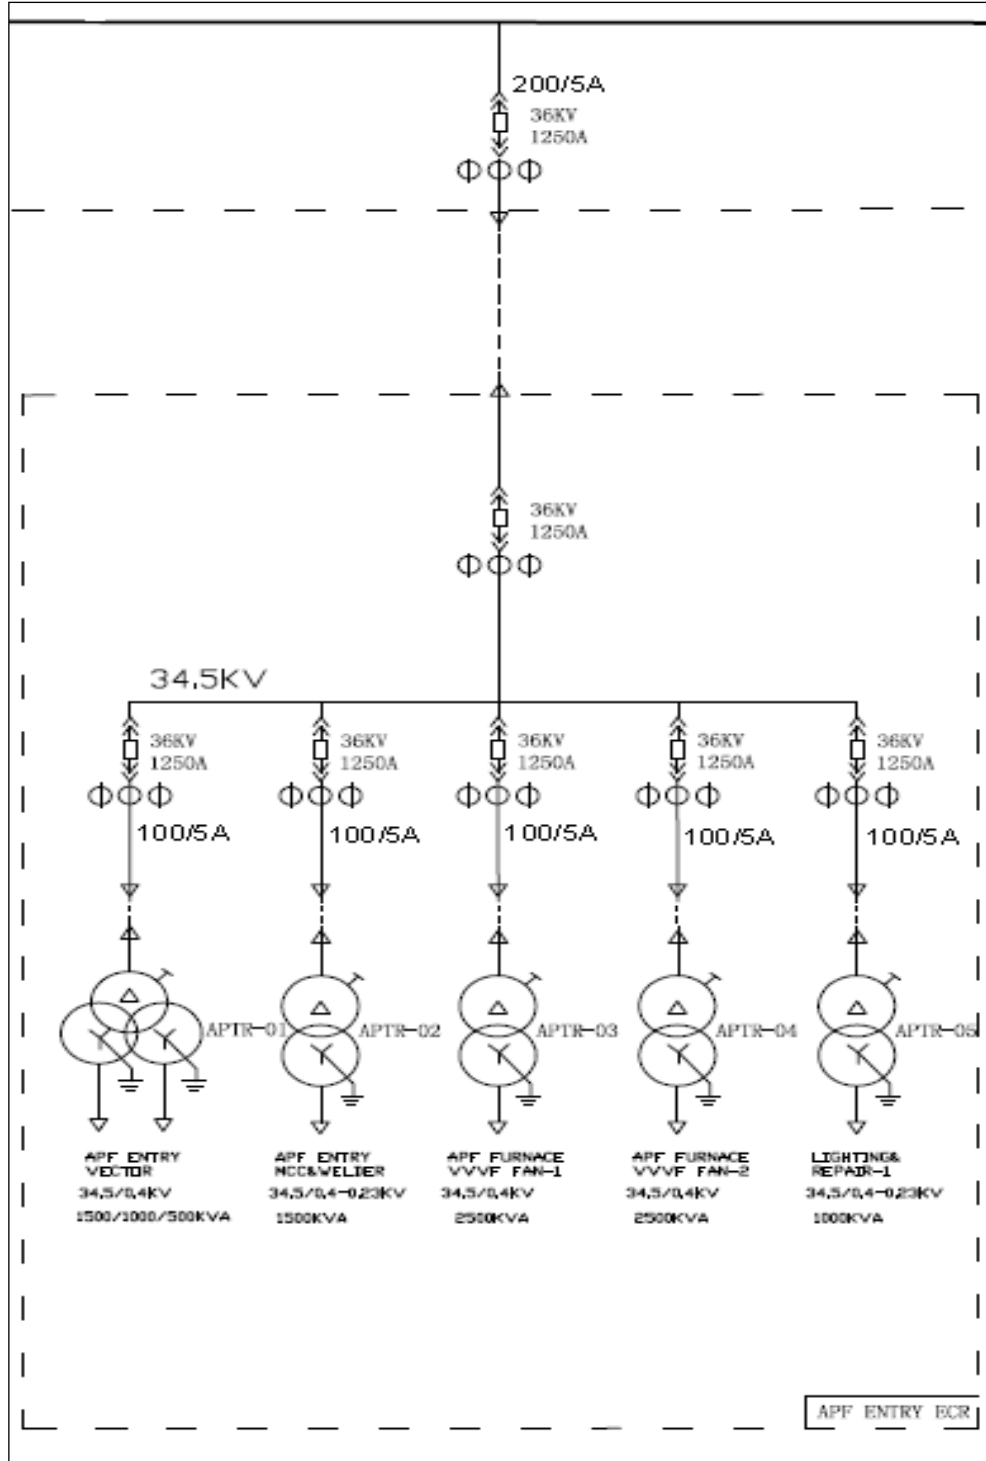 200/5A
36KV
1250A
36KV
1250A
34.5KV
36KV
1250A
36KV
1250A
36KV
1250A
36KV
1250A
36KV
1250A
100/5A
100/5A
100/5A
100/5A
100/5A
APTR-01
APTR-02
APTR-03
APTR-04
APTR-05
APF ENTRY
VECTOR
34,5/0,4kV
1500/1000/500KVA
APF ENTRY
MCC&WELDER
34,5/0,4-0,23KV
1500KVA
APF FURNACE
VVVF FAN-1
34,5/0,4kV
2500KVA
APF FURNACE
VVVF FAN-2
34,5/0,4kV
2500KVA
LIGHTING&
REPAIR-1
34,5/0,4-0,23KV
1000KVA
APF ENTRY ECR